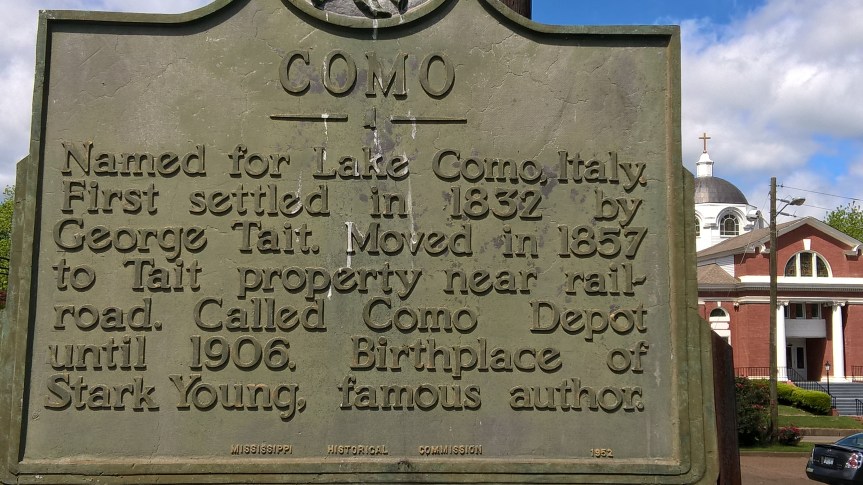 COMO
Named for Lake Como, Italy.
First settled in 1832 by
George Tait. Moved in 1857
to Tait property near rail-
road. Called Como Depot
until 1906. Birthplace of
Stark Young, famous author.
MISSISSIPPI HISTORICAL COMMISSION 1952